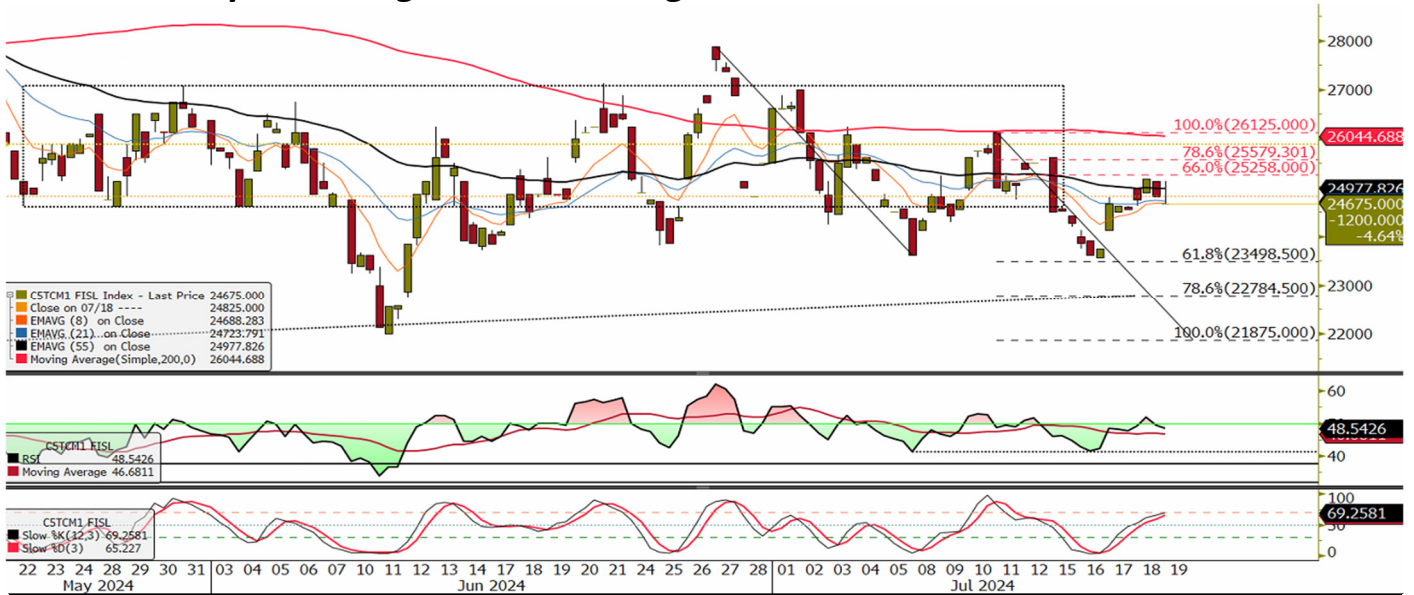 28000
27000
100.0%(26125.000)
26044.688
78.6%(25579.301)
66.0%(25258.000)
24977.826
24675.000
-1200.000
-4.64%
61.8%(23498.500)
23000
78.6%(22784.500)
100.0%(21875.000)
22000
C5TCM1 FISL Index - Last Price 24675.000
Close on 07/18 ---- 24825.000
EMAVG (8) on Close 24688.283
EMAVG (21) on Close 24723.791
EMAVG (55) on Close 24977.826
Moving Average(Simple,200,0) 26044.688
60
48.5426
40
C5TCM1 FISL
RSI 48.5426
Moving Average 46.6811
100
69.2581
50
0
C5TCM1 FISL
Slow %K(12,3) 69.2581
Slow %D(3) 65.227
22 23 24 28 29 30 31 03 04 05 06 07 10 11 12 13 14 17 18 19 20 21 24 25 26 27 28 01 02 03 04 05 08 09 10 11 12 15 16 17 18 19
May 2024 Jun 2024 Jul 2024